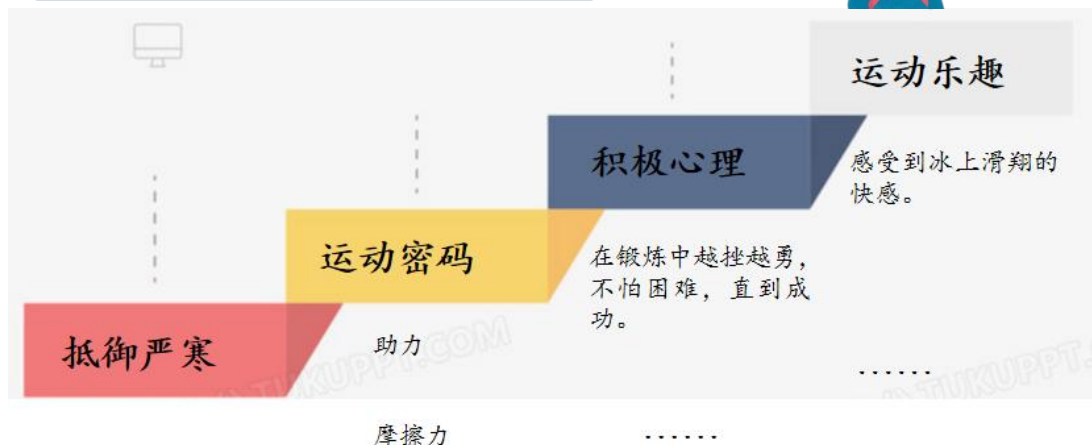 运动乐趣
感受到冰上滑翔的
快感。
······
积极心理
在锻炼中越挫越勇，
不怕困难，直到成
功。
······
运动密码
助力
摩擦力
抵御严寒